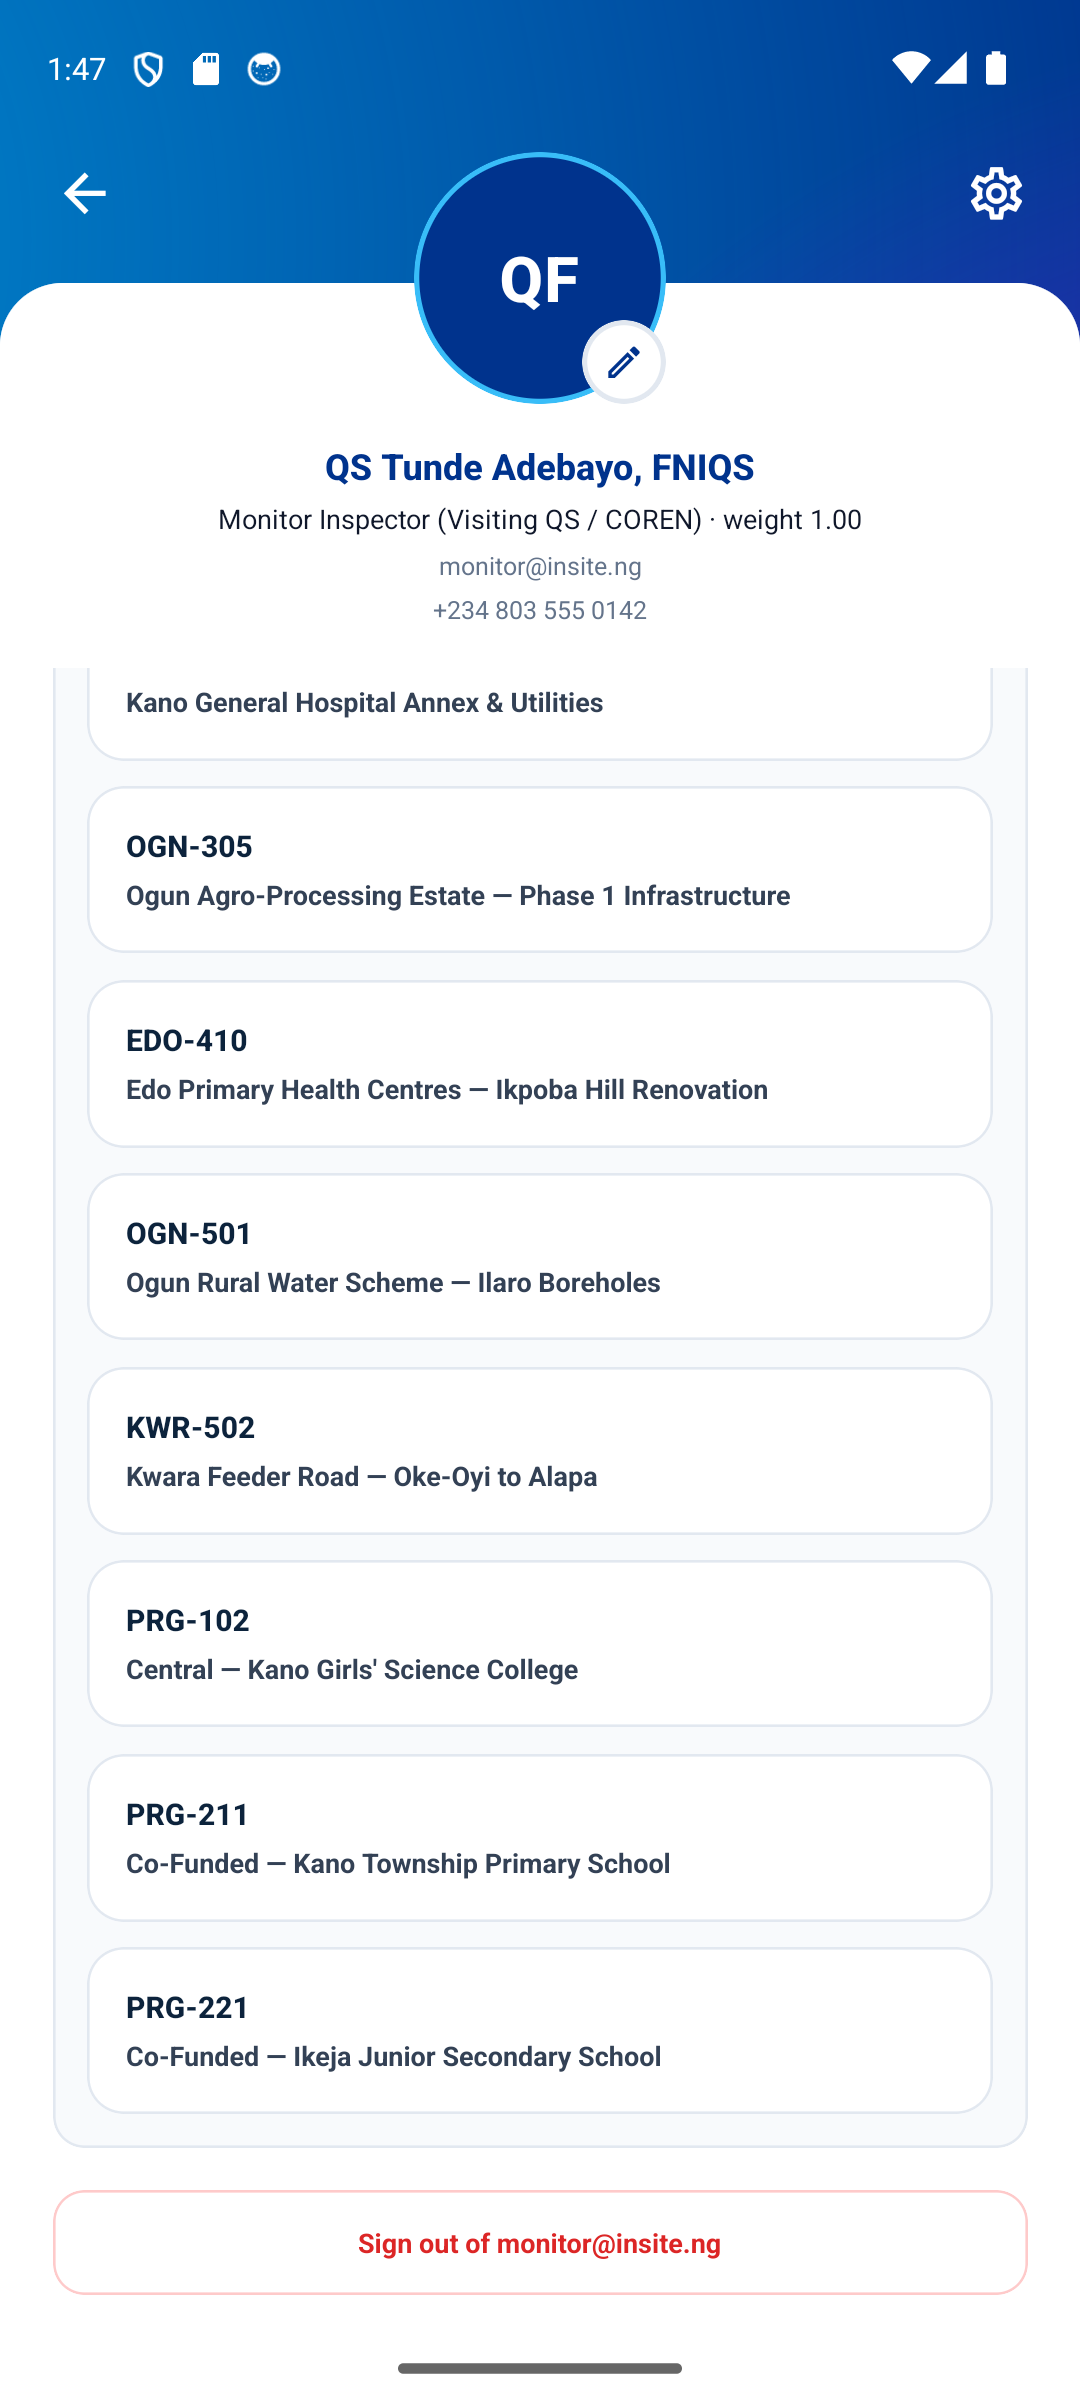 1:47
QF
QS Tunde Adebayo, FNIQS
Monitor Inspector (Visiting QS / COREN) · weight 1.00
monitor@insite.ng
+234 803 555 0142
Kano General Hospital Annex & Utilities
OGN-305
Ogun Agro-Processing Estate — Phase 1 Infrastructure
EDO-410
Edo Primary Health Centres — Ikpoba Hill Renovation
OGN-501
Ogun Rural Water Scheme — Ilaro Boreholes
KWR-502
Kwara Feeder Road — Oke-Oyi to Alapa
PRG-102
Central — Kano Girls' Science College
PRG-211
Co-Funded — Kano Township Primary School
PRG-221
Co-Funded — Ikeja Junior Secondary School
Sign out of monitor@insite.ng